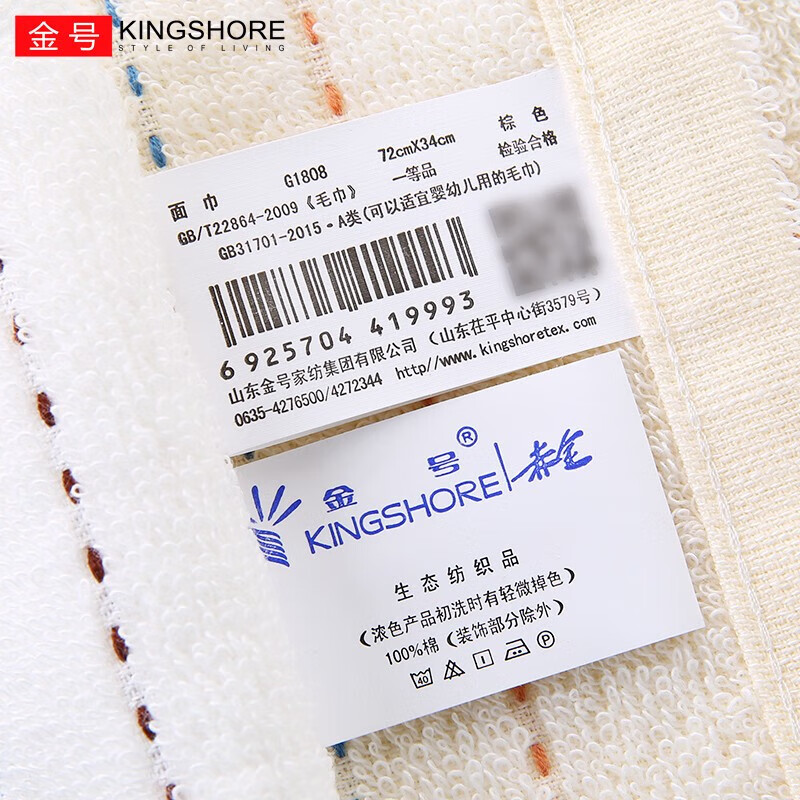 金号 KINGSHORE
STYLE OF LIVING
面 巾 G1808 72cmX34cm 棕 色
GB/T22864-2009《毛巾》 一等品 检验合格
GB31701-2015·A类(可以适宜婴幼儿用的毛巾)
6 925704 419993
山东金号家纺集团有限公司 (山东茌平中心街3579号)
0635-4276500/4272344 http//www.kingshoretex.com
金 号®
KINGSHORE
生态纺织品
(浓色产品初洗时有轻微掉色)
100%棉 (装饰部分除外)
40 P